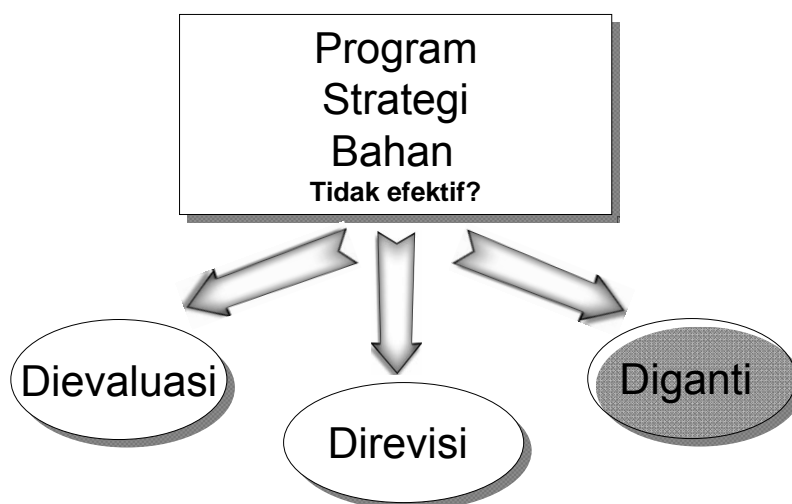 Program
Strategi
Bahan
Tidak efektif?
Dievaluasi
Direvisi
Diganti